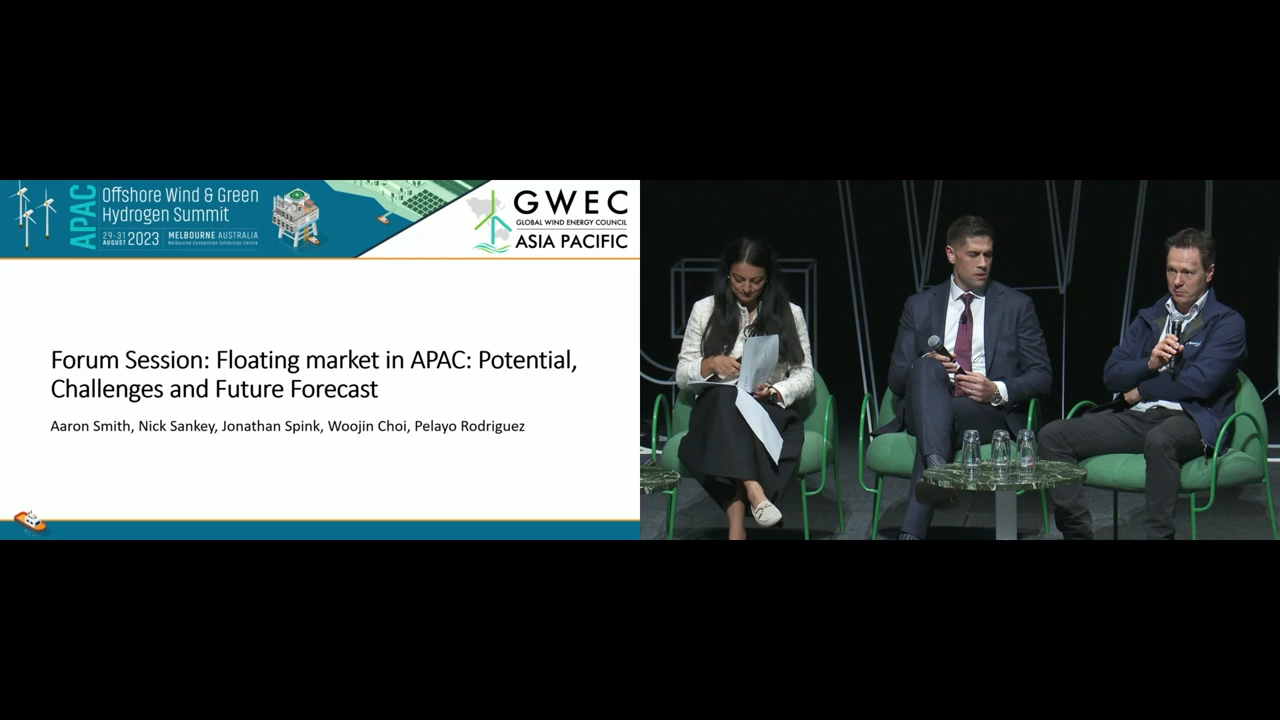 APAC
Offshore Wind & Green
Hydrogen Summit
29-31
AUGUST 2023
MELBOURNE AUSTRALIA
Melbourne Convention Exhibition Centre
GWEC
GLOBAL WIND ENERGY COUNCIL
ASIA PACIFIC
Forum Session: Floating market in APAC: Potential,
Challenges and Future Forecast
Aaron Smith, Nick Sankey, Jonathan Spink, Woojin Choi, Pelayo Rodriguez